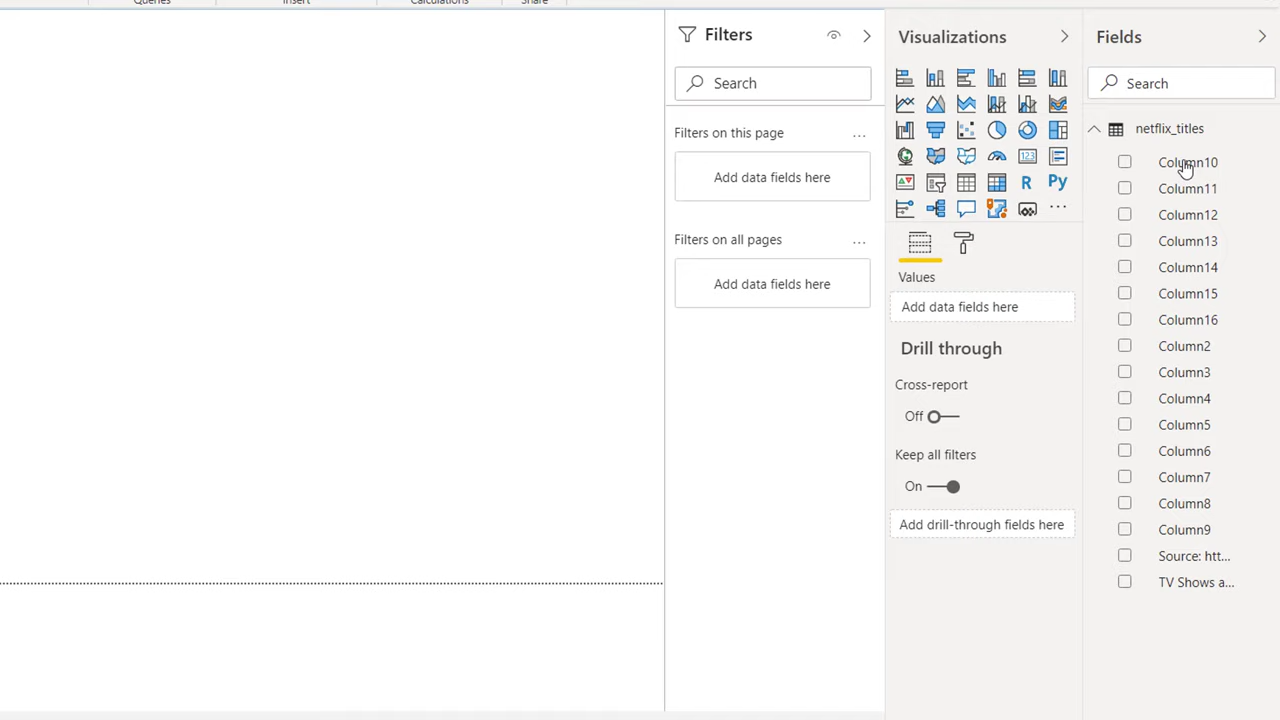 Queries Insert Calculations Share
Filters
Search
Filters on this page ...
Add data fields here
Filters on all pages ...
Add data fields here
Visualizations
123
R Py
...
Values
Add data fields here
Drill through
Cross-report
Off
Keep all filters
On
Add drill-through fields here
Fields
Search
netflix_titles
Column10
Column11
Column12
Column13
Column14
Column15
Column16
Column2
Column3
Column4
Column5
Column6
Column7
Column8
Column9
Source: htt...
TV Shows a...